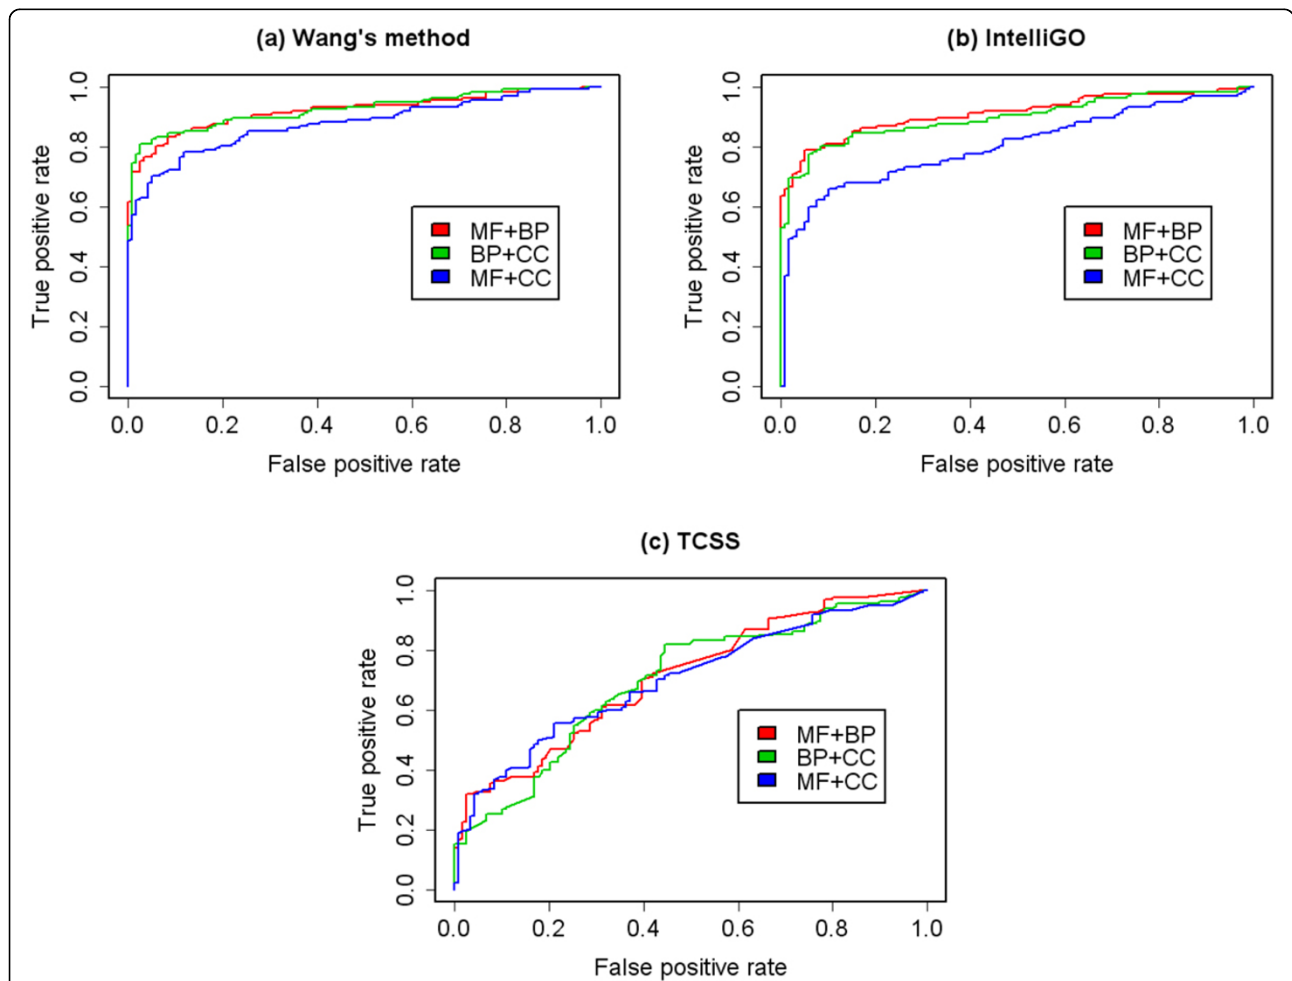 (a) Wang's method
True positive rate
1.0
0.8
0.6
0.4
0.2
0.0
MF+BP
BP+CC
MF+CC
0.0 0.2 0.4 0.6 0.8 1.0
False positive rate
(b) IntelliGO
True positive rate
1.0
0.8
0.6
0.4
0.2
0.0
MF+BP
BP+CC
MF+CC
0.0 0.2 0.4 0.6 0.8 1.0
False positive rate
(c) TCSS
True positive rate
1.0
0.8
0.6
0.4
0.2
0.0
MF+BP
BP+CC
MF+CC
0.0 0.2 0.4 0.6 0.8 1.0
False positive rate